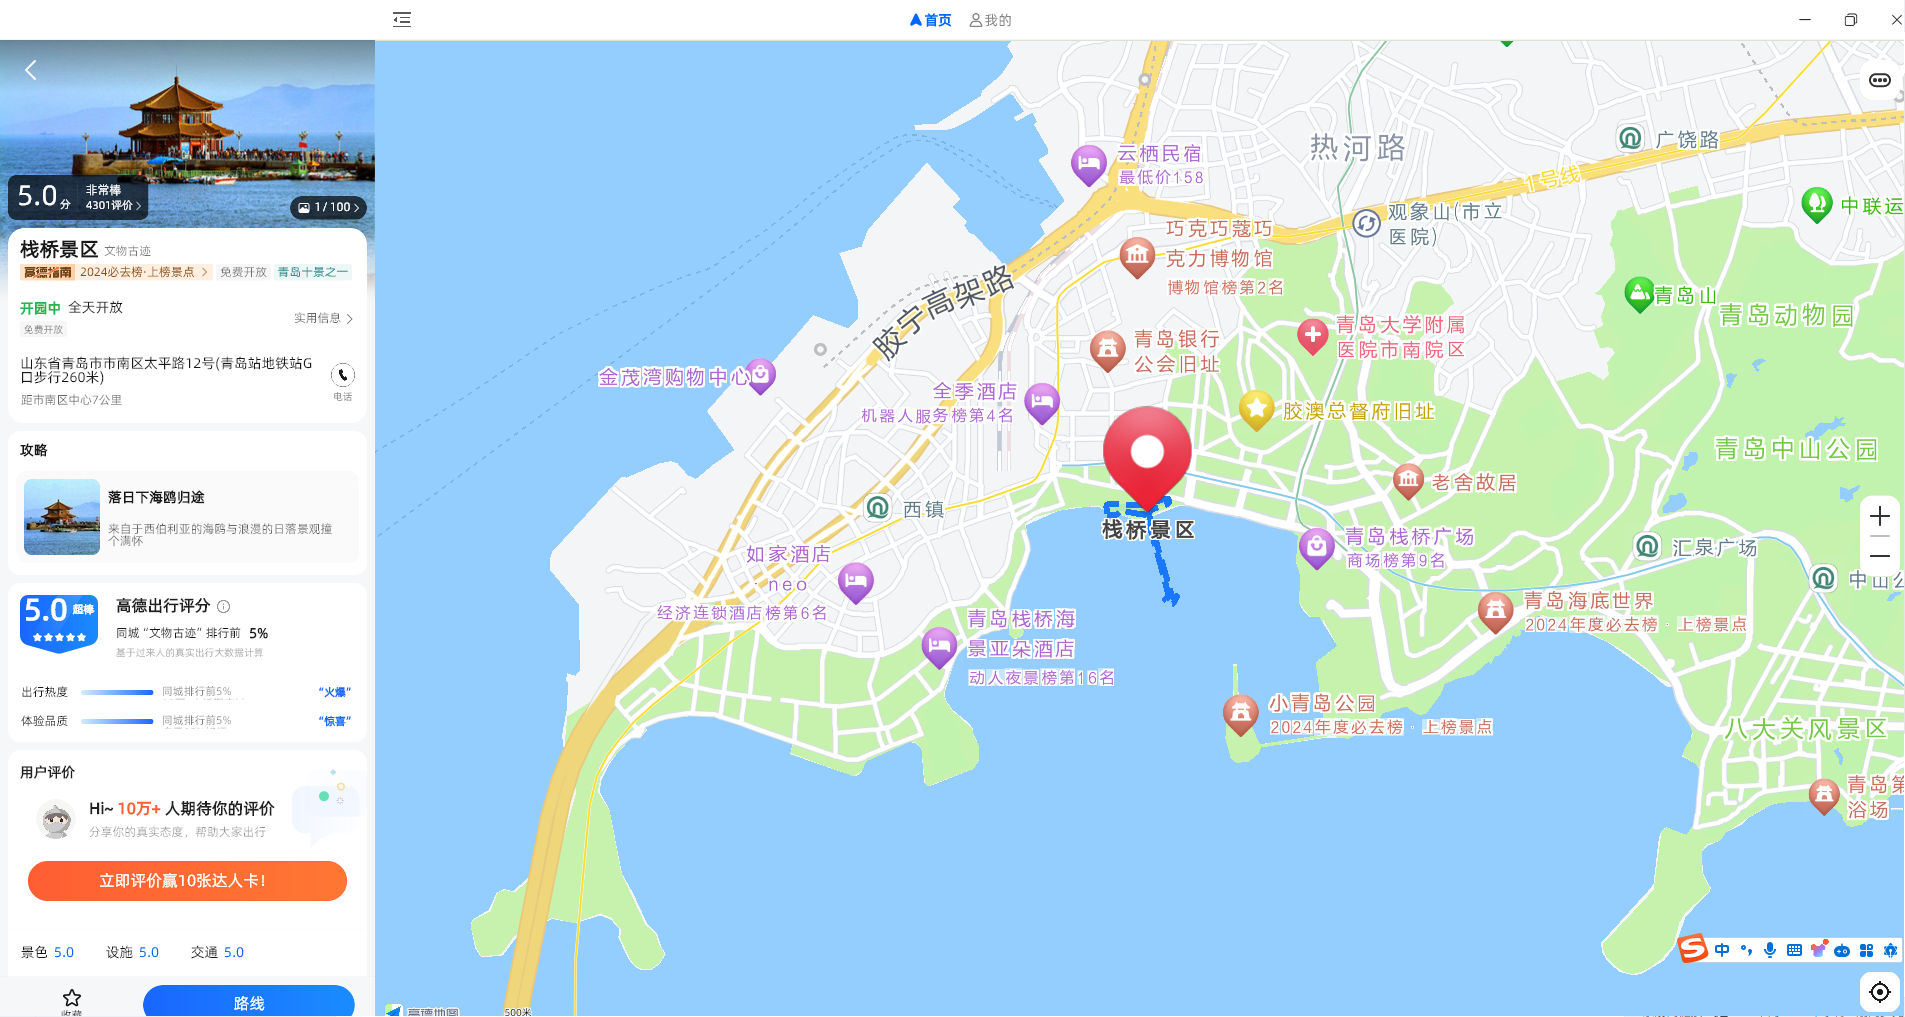 首页
我的
5.0分
非常棒
4301评价
1 / 100
栈桥景区 文物古迹
高德指南 2024必去榜·上榜景点 免费开放 青岛十景之一
开园中 全天开放
免费开放
实用信息
山东省青岛市市南区太平路12号(青岛站地铁站G
口步行260米)
距市南区中心7公里
电话
攻略
落日下海鸥归途
来自于西伯利亚的海鸥与浪漫的日落景观撞
个满怀
5.0 超棒
高德出行评分
同城“文物古迹”排行前 5%
基于过来人的真实出行大数据计算
出行热度 同城排行前5% “火爆”
体验品质 同城排行前5% “惊喜”
用户评价
Hi~ 10万+ 人期待你的评价
分享你的真实态度，帮助大家出行
立即评价赢10张达人卡！
景色 5.0 设施 5.0 交通 5.0
收藏
路线
云栖民宿
最低价158
热河路
广饶路
1号线
中联运
观象山(市立
医院)
巧克巧蔻巧
克力博物馆
博物馆榜第2名
胶宁高架路
青岛山
青岛动物园
青岛银行
公会旧址
青岛大学附属
医院市南院区
金茂湾购物中心
全季酒店
机器人服务榜第4名
胶澳总督府旧址
青岛中山公园
老舍故居
西镇
栈桥景区
青岛栈桥广场
商场榜第9名
汇泉广场
中山公
如家酒店
· neo
经济连锁酒店榜第6名
青岛海底世界
2024年度必去榜 · 上榜景点
青岛栈桥海
景亚朵酒店
动人夜景榜第16名
小青岛公园
2024年度必去榜 · 上榜景点
八大关风景区
青岛第
浴场
中
高德地图
500米